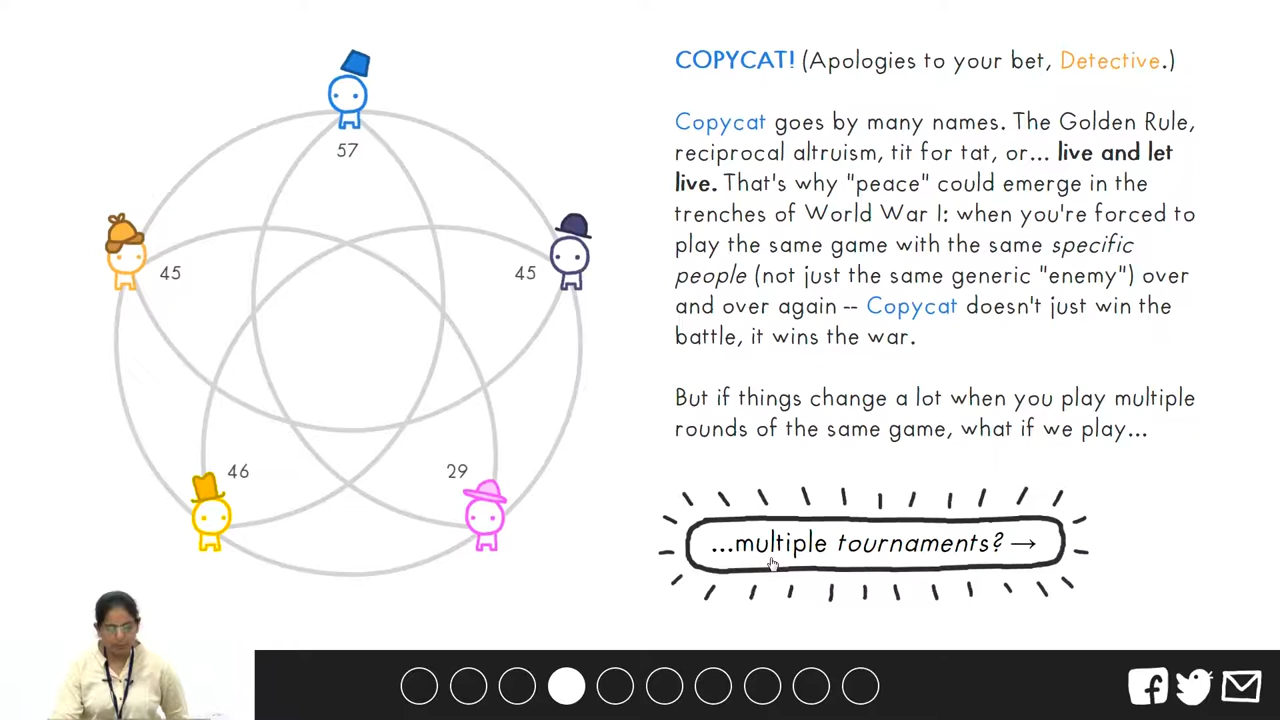 COPYCAT! (Apologies to your bet, Detective.)
Copycat goes by many names. The Golden Rule,
reciprocal altruism, tit for tat, or... live and let
live. That's why "peace" could emerge in the
trenches of World War I: when you're forced to
play the same game with the same specific
people (not just the same generic "enemy") over
and over again -- Copycat doesn't just win the
battle, it wins the war.
But if things change a lot when you play multiple
rounds of the same game, what if we play...
...multiple tournaments? →
57
45
45
46
29